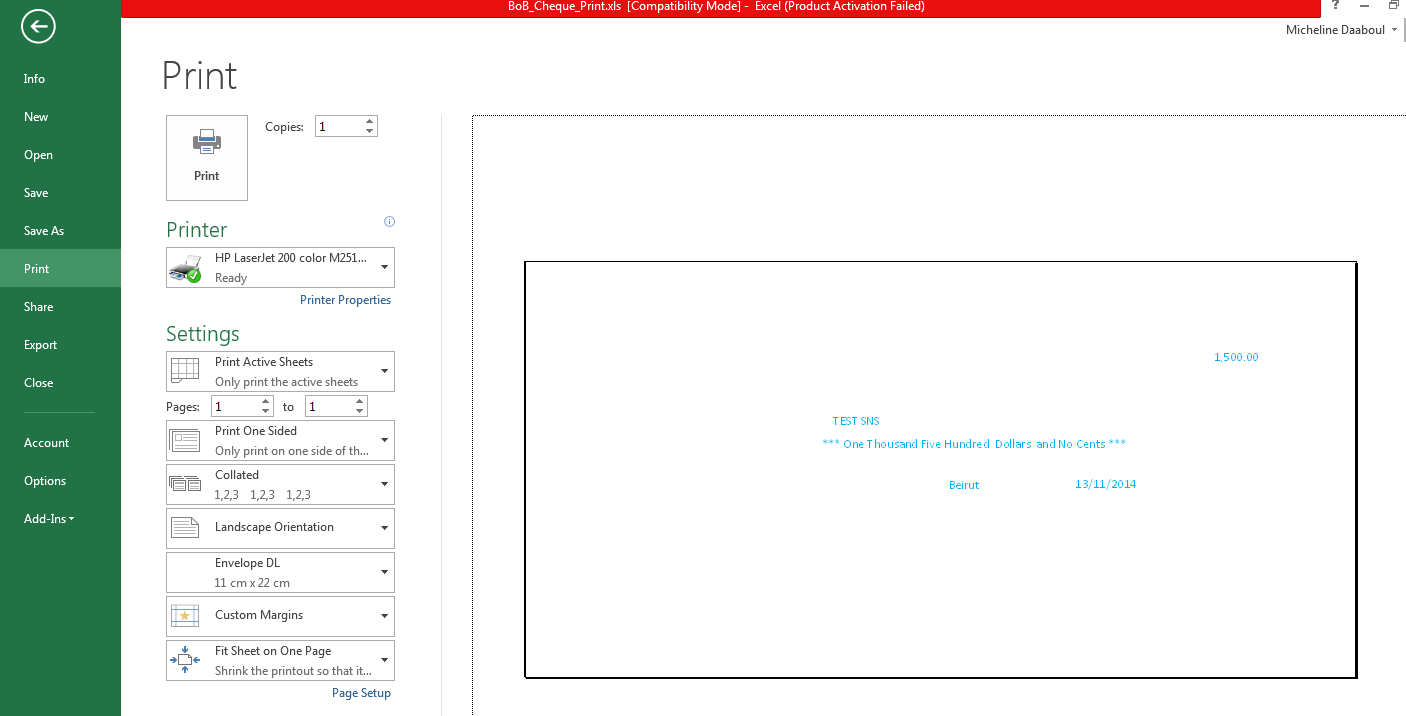 BoB_Cheque_Print.xls [Compatibility Mode] - Excel (Product Activation Failed)
?
Micheline Daaboul
Info
New
Open
Save
Save As
Print
Share
Export
Close
Account
Options
Add-Ins
Print
Print
Copies: 1
Printer
HP LaserJet 200 color M251...
Ready
Printer Properties
Settings
Print Active Sheets
Only print the active sheets
Pages: 1 to 1
Print One Sided
Only print on one side of th...
Collated
1,2,3 1,2,3 1,2,3
Landscape Orientation
Envelope DL
11 cm x 22 cm
Custom Margins
Fit Sheet on One Page
Shrink the printout so that it...
Page Setup
1,500.00
TEST SNS
*** One Thousand Five Hundred Dollars and No Cents ***
Beirut 13/11/2014